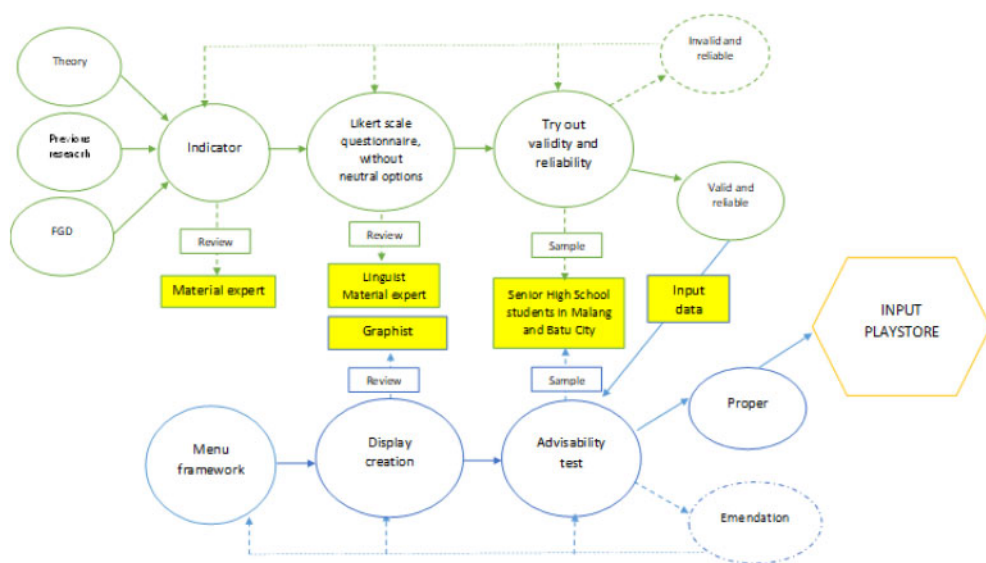 Theory
Invalid and
reliable
Previous
reseacrh
Indicator
Likert scale
questionnaire,
without
neutral options
Try out
validity and
reliability
Valid and
reliable
FGD
Review
Review
Sample
Material expert
Linguist
Material expert
Senior High School
students in Malang
and Batu City
Input
data
INPUT
PLAYSTORE
Graphist
Review
Sample
Proper
Menu
framework
Display
creation
Advisability
test
Emendation